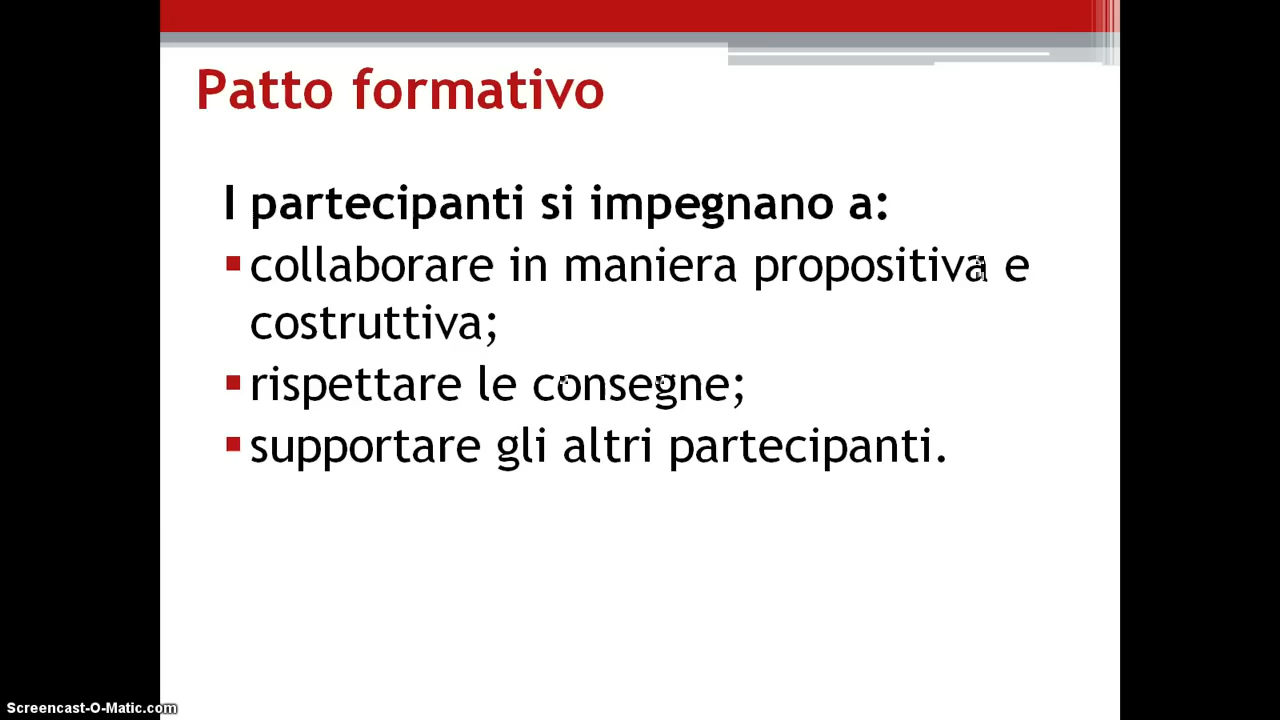 Patto formativo
I partecipanti si impegnano a:
▪collaborare in maniera propositiva e
costruttiva;
▪rispettare le consegne;
▪supportare gli altri partecipanti.
Screencast-O-Matic.com